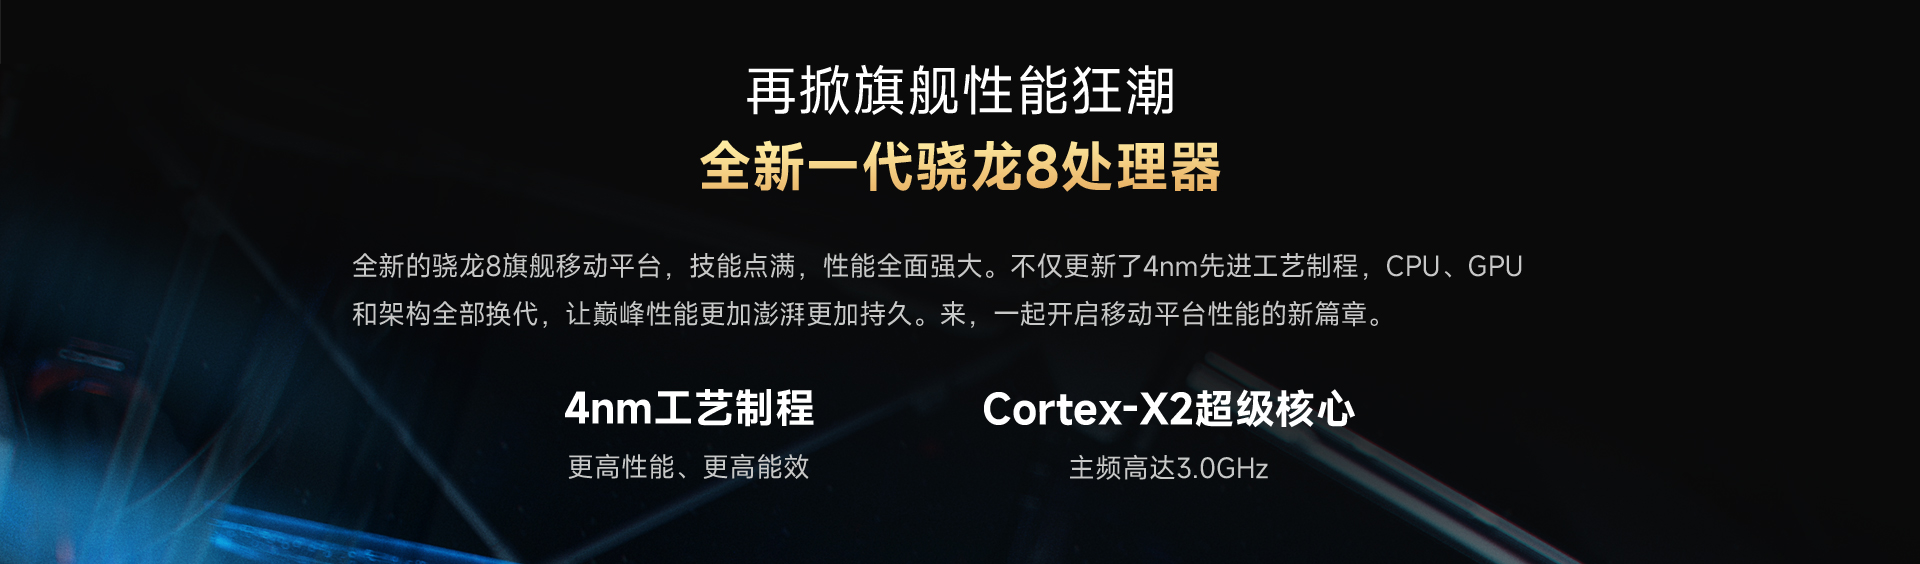 再掀旗舰性能狂潮
全新一代骁龙8处理器
全新的骁龙8旗舰移动平台，技能点满，性能全面强大。不仅更新了4nm先进工艺制程，CPU、GPU
和架构全部换代，让巅峰性能更加澎湃更加持久。来，一起开启移动平台性能的新篇章。
4nm工艺制程
Cortex-X2超级核心
更高性能、更高能效
主频高达3.0GHz